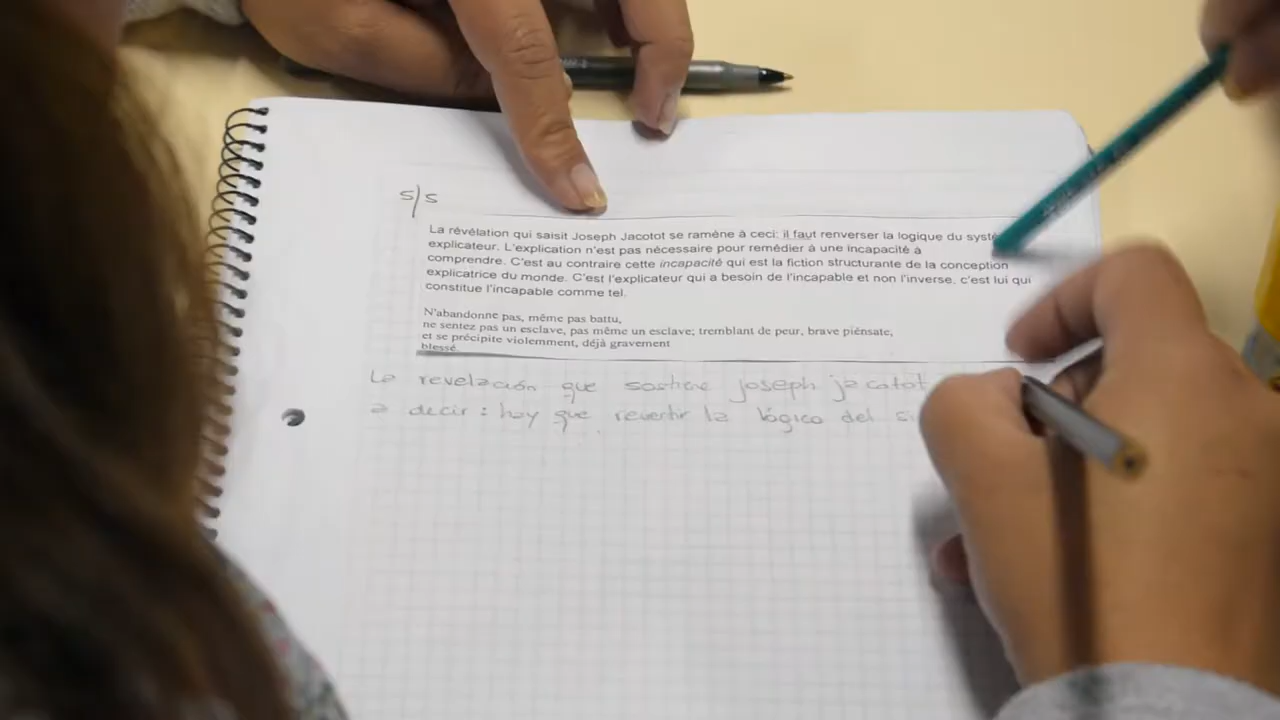 s/s
La révélation qui saisit Joseph Jacotot se ramène à ceci: il faut renverser la logique du
explicateur. L'explication n'est pas nécessaire pour remédier à une incapacité à
comprendre. C'est au contraire cette incapacité qui est la fiction structurante de la conception
explicatrice du monde. C'est l'explicateur qui a besoin de l'incapable et non l'inverse, c'est lui qui
constitue l'incapable comme tel.
N'abandonne pas, même pas battu,
ne sentez pas un esclave, pas même un esclave; tremblant de peur, brave piensate,
et se précipite violemment, déjà gravement
blessé.
La revelación que sostiene joseph jacotot
a decir: hay que revertir la lógica del